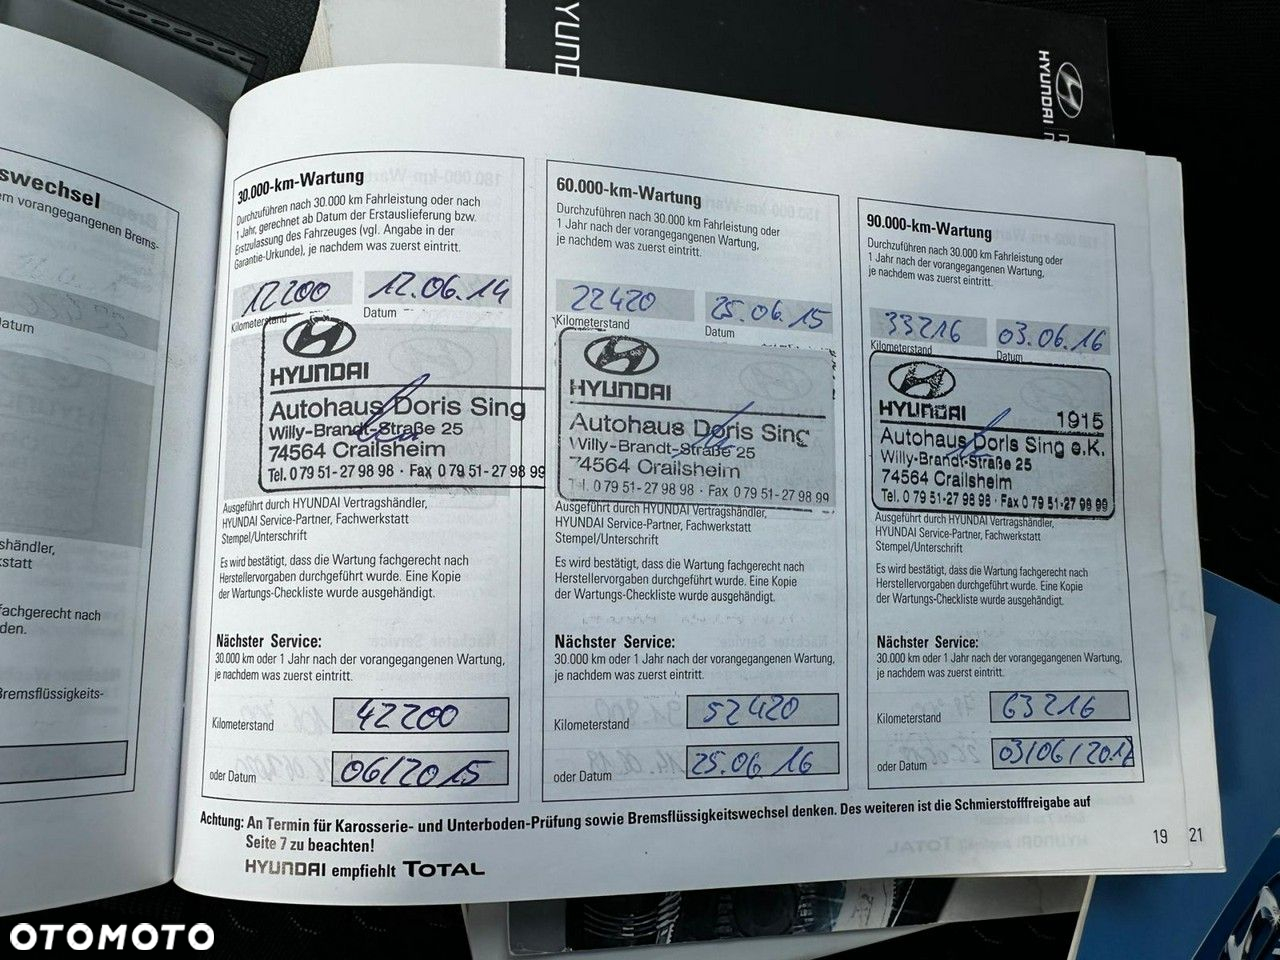 HYUNDAI
HYUNDAI
swechsel
em vorangegangenen Brems-
Datum
shändler,
kstatt
fachgerecht nach
den.
Bremsflüssigkeits-
30.000-km-Wartung
Durchzuführen nach 30.000 km Fahrleistung oder nach
1 Jahr, gerechnet ab Datum der Erstauslieferung bzw.
Erstzulassung des Fahrzeuges (vgl. Angabe in der
Garantie-Urkunde), je nachdem was zuerst eintritt.
12200 12.06.14
Kilometerstand Datum
HYUNDAI
Autohaus Doris Sing
Willy-Brandt-Straße 25
74564 Crailsheim
Tel. 0 79 51-27 98 98 · Fax 0 79 51-27 98 99
Ausgeführt durch HYUNDAI Vertragshändler,
HYUNDAI Service-Partner, Fachwerkstatt
Stempel/Unterschrift
Es wird bestätigt, dass die Wartung fachgerecht nach
Herstellervorgaben durchgeführt wurde. Eine Kopie
der Wartungs-Checkliste wurde ausgehändigt.
Nächster Service:
30.000 km oder 1 Jahr nach der vorangegangenen Wartung,
je nachdem was zuerst eintritt.
Kilometerstand 42200
oder Datum 06/2015
60.000-km-Wartung
Durchzuführen nach 30.000 km Fahrleistung oder
1 Jahr nach der vorangegangenen Wartung,
je nachdem was zuerst eintritt.
22420 25.06.15
Kilometerstand Datum
HYUNDAI
Autohaus Doris Sing
Willy-Brandt-Straße 25
74564 Crailsheim
Tel. 0 79 51-27 98 98 · Fax 0 79 51-27 98 99
Ausgeführt durch HYUNDAI Vertragshändler,
HYUNDAI Service-Partner, Fachwerkstatt
Stempel/Unterschrift
Es wird bestätigt, dass die Wartung fachgerecht nach
Herstellervorgaben durchgeführt wurde. Eine Kopie
der Wartungs-Checkliste wurde ausgehändigt.
Nächster Service:
30.000 km oder 1 Jahr nach der vorangegangenen Wartung,
je nachdem was zuerst eintritt.
Kilometerstand 52420
oder Datum 25.06.16
90.000-km-Wartung
Durchzuführen nach 30.000 km Fahrleistung oder
1 Jahr nach der vorangegangenen Wartung,
je nachdem was zuerst eintritt.
33216 03.06.16
Kilometerstand Datum
HYUNDAI 1915
Autohaus Doris Sing e.K.
Willy-Brandt-Straße 25
74564 Crailsheim
Tel. 0 79 51-27 98 98 · Fax 0 79 51-27 98 99
Ausgeführt durch HYUNDAI Vertragshändler,
HYUNDAI Service-Partner, Fachwerkstatt
Stempel/Unterschrift
Es wird bestätigt, dass die Wartung fachgerecht nach
Herstellervorgaben durchgeführt wurde. Eine Kopie
der Wartungs-Checkliste wurde ausgehändigt.
Nächster Service:
30.000 km oder 1 Jahr nach der vorangegangenen Wartung,
je nachdem was zuerst eintritt.
Kilometerstand 63216
oder Datum
Achtung: An Termin für Karosserie- und Unterboden-Prüfung sowie Bremsflüssigkeitswechsel denken. Des weiteren ist die Schmierstofffreigabe auf
Seite 7 zu beachten!
HYUNDAI empfiehlt TOTAL
19 21
OTOMOTO